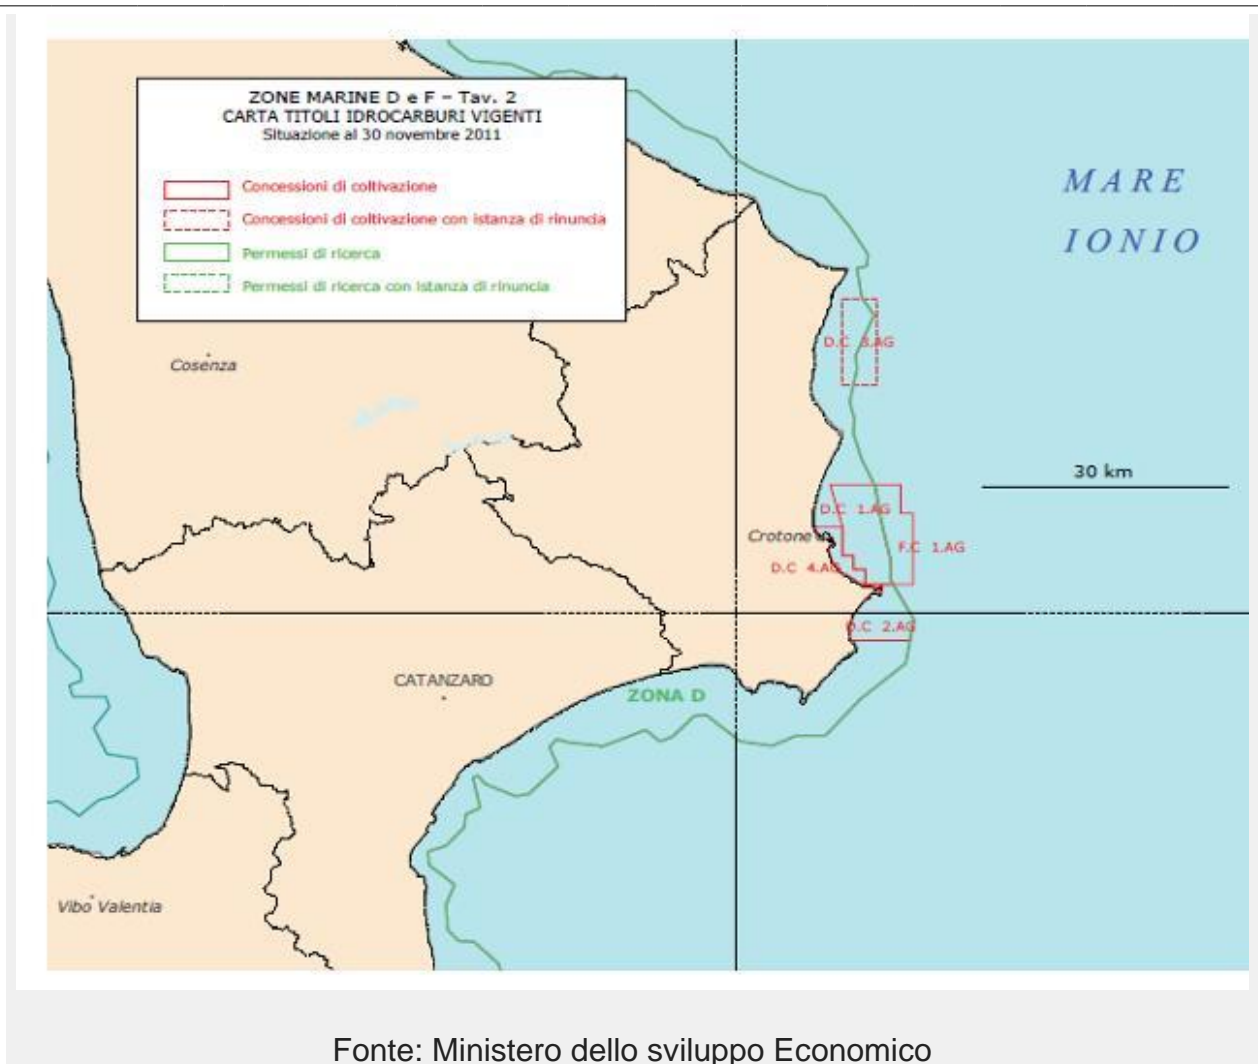 ZONE MARINE D e F – Tav. 2
CARTA TITOLI IDROCARBURI VIGENTI
Situazione al 30 novembre 2011
Concessioni di coltivazione
Concessioni di coltivazione con istanza di rinuncia
Permessi di ricerca
Permessi di ricerca con istanza di rinuncia
MARE
IONIO
Cosenza
D.C 3.AG
30 km
D.C 1.AG
Crotone
F.C 1.AG
D.C 4.AG
D.C 2.AG
CATANZARO
ZONA D
Vibo Valentia
Fonte: Ministero dello sviluppo Economico